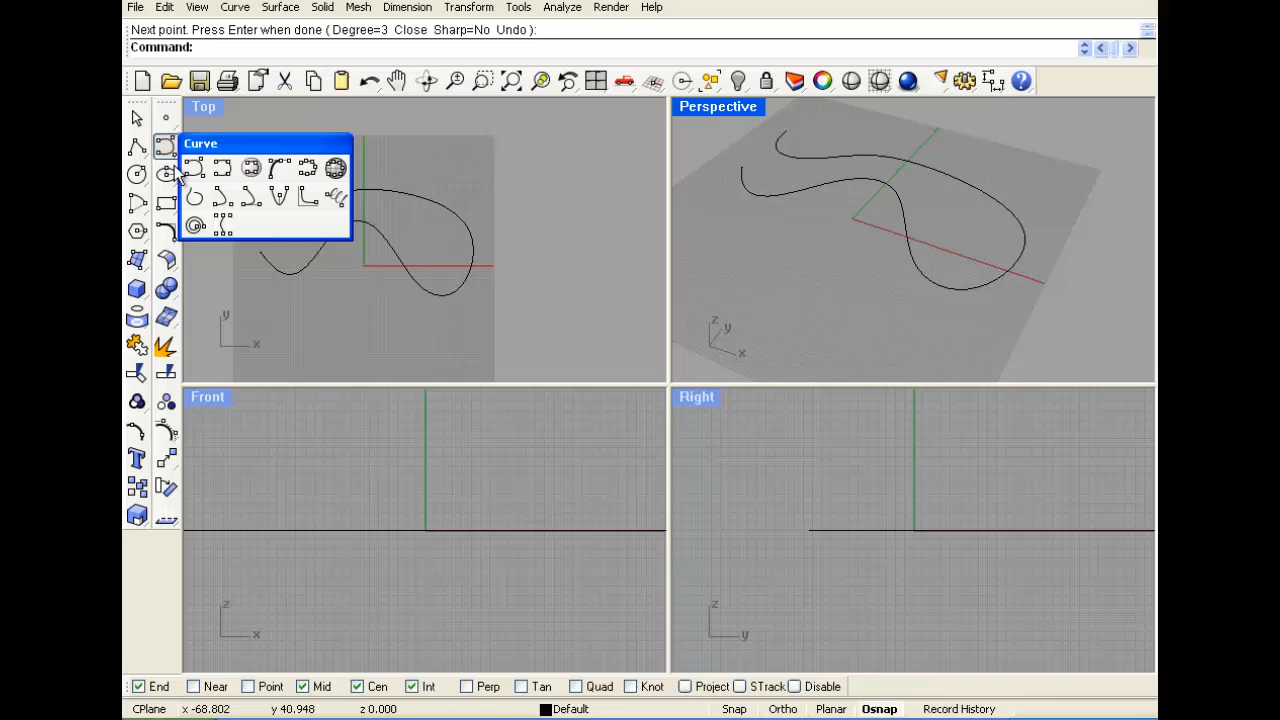 File Edit View Curve Surface Solid Mesh Dimension Transform Tools Analyze Render Help
Next point. Press Enter when done ( Degree=3 Close Sharp=No Undo ):
Command:
Top
Perspective
Curve
y
x
z
y
x
Front
Right
z
x
z
y
End Near Point Mid Cen Int Perp Tan Quad Knot Project STrack Disable
CPlane x -68.802 y 40.948 z 0.000 Default Snap Ortho Planar Osnap Record History